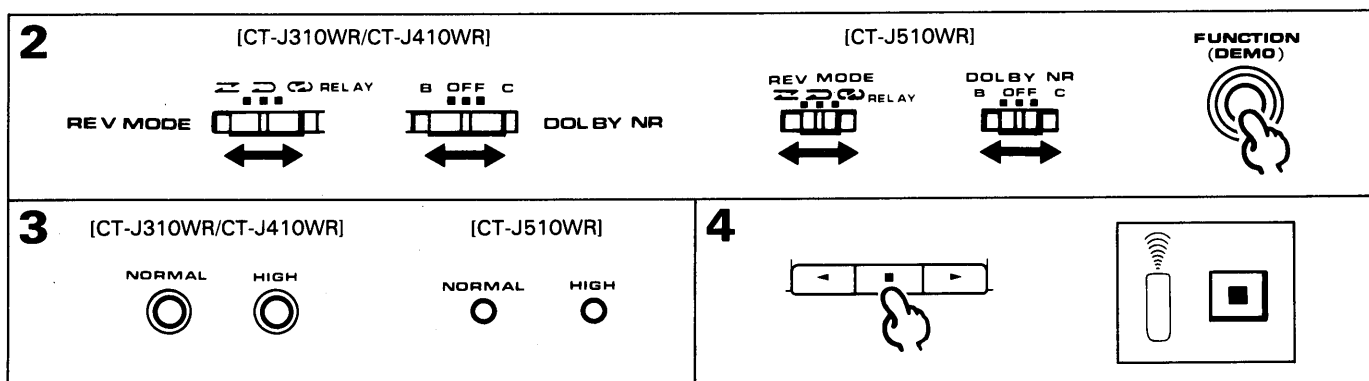 2
[CT-J310WR/CT-J410WR]
[CT-J510WR]
FUNCTION
(DEMO)
RELAY
B OFF C
REV MODE
DOLBY NR
REV MODE
RELAY
DOLBY NR
B OFF C
3
[CT-J310WR/CT-J410WR]
[CT-J510WR]
NORMAL HIGH
NORMAL HIGH
4